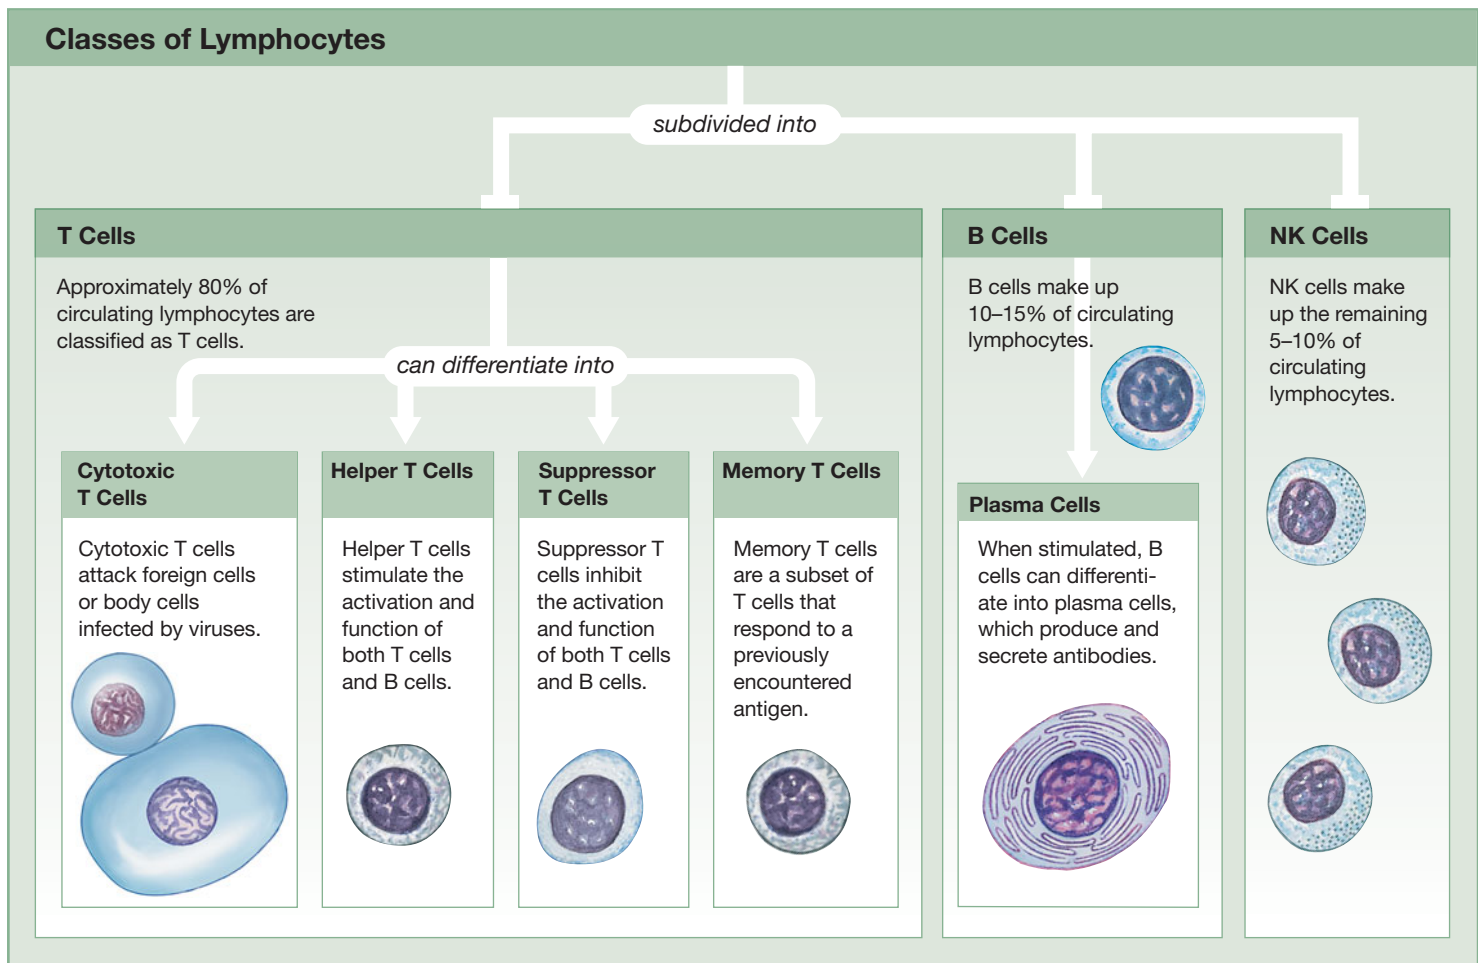 Classes of Lymphocytes
subdivided into
T Cells
Approximately 80% of
circulating lymphocytes are
classified as T cells.
can differentiate into
Cytotoxic
T Cells
Cytotoxic T cells
attack foreign cells
or body cells
infected by viruses.
Helper T Cells
Helper T cells
stimulate the
activation and
function of
both T cells
and B cells.
Suppressor
T Cells
Suppressor T
cells inhibit
the activation
and function
of both T cells
and B cells.
Memory T Cells
Memory T cells
are a subset of
T cells that
respond to a
previously
encountered
antigen.
B Cells
B cells make up
10–15% of circulating
lymphocytes.
Plasma Cells
When stimulated, B
cells can differenti-
ate into plasma cells,
which produce and
secrete antibodies.
NK Cells
NK cells make
up the remaining
5–10% of
circulating
lymphocytes.